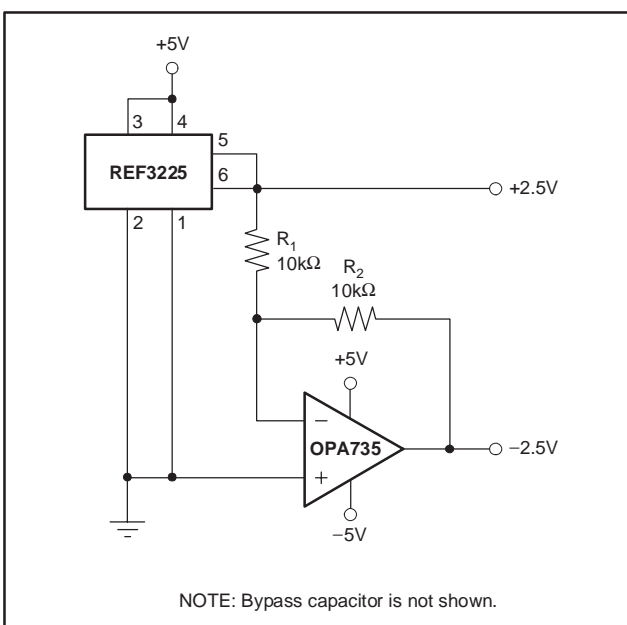 +5V
3
4
5
REF3225
6
+2.5V
2
1
R1
10kΩ
R2
10kΩ
+5V
−
OPA735
−2.5V
+
−5V
NOTE: Bypass capacitor is not shown.